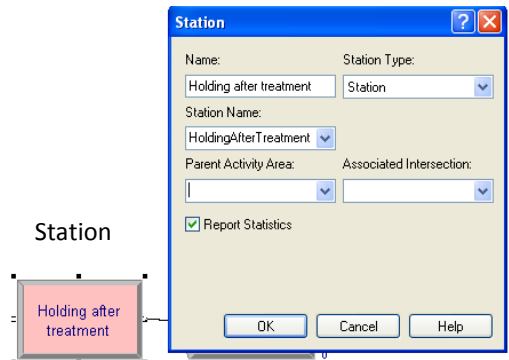 Station
Name:
Station Type:
Holding after treatment
Station
Station Name:
HoldingAfterTreatment
Parent Activity Area:
Associated Intersection:
Report Statistics
OK
Cancel
Help
Station
Holding after
treatment
0